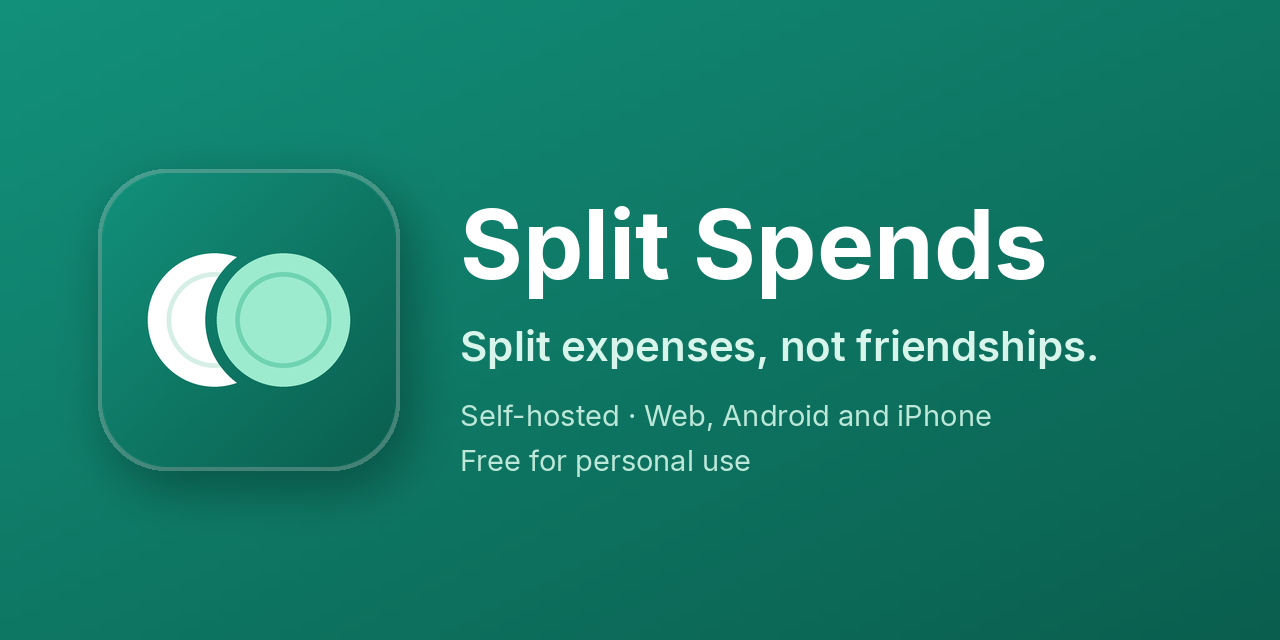 Split Spends
Split expenses, not friendships.
Self-hosted · Web, Android and iPhone
Free for personal use